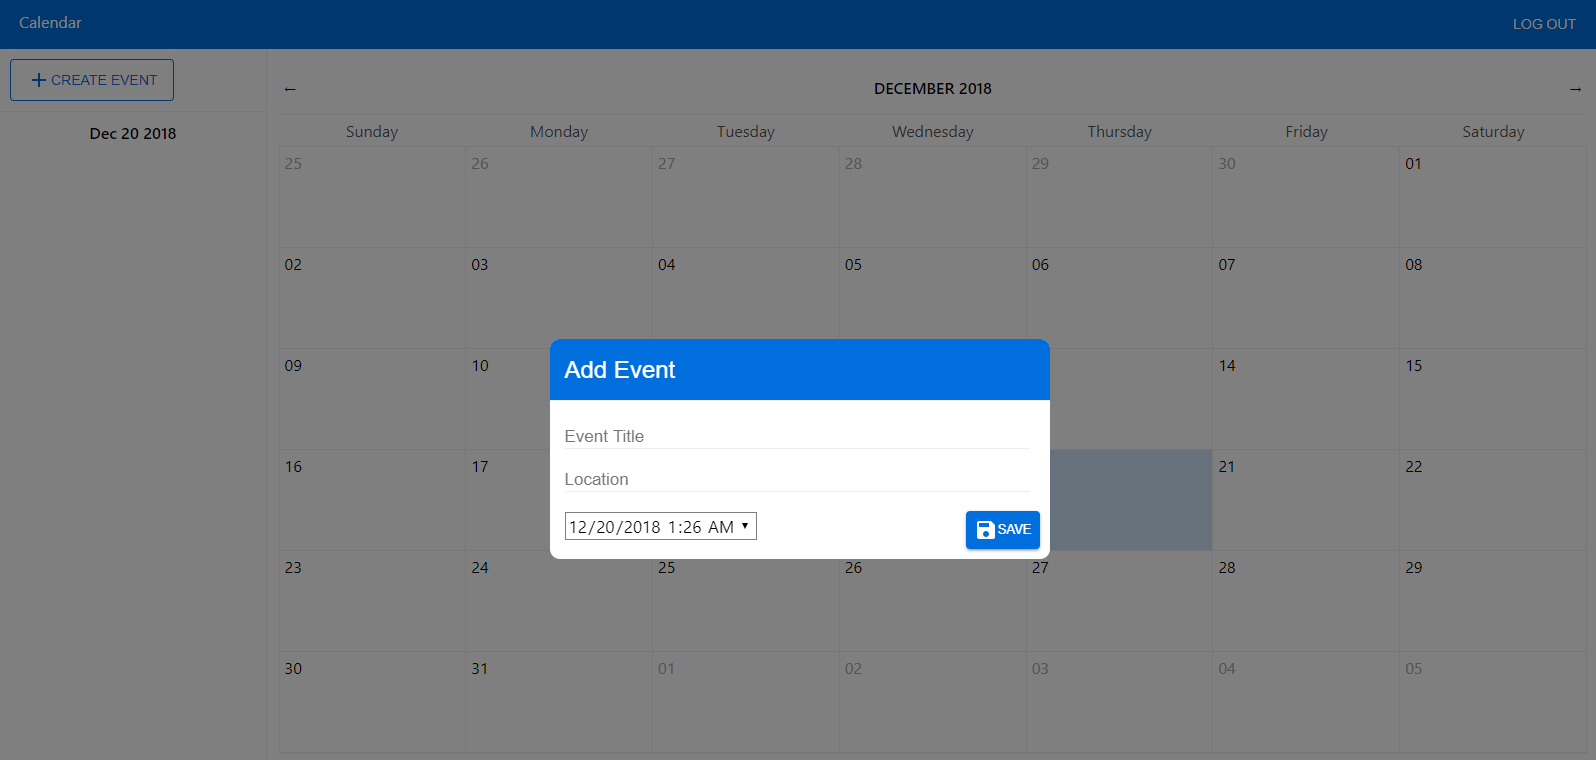 Calendar
LOG OUT
CREATE EVENT
Dec 20 2018
← DECEMBER 2018 →
Sunday Monday Tuesday Wednesday Thursday Friday Saturday
25 26 27 28 29 30 01
02 03 04 05 06 07 08
09 10 14 15
Add Event
Event Title
16 17 21 22
Location
12/20/2018 1:26 AM
SAVE
23 24 25 26 27 28 29
30 31 01 02 03 04 05